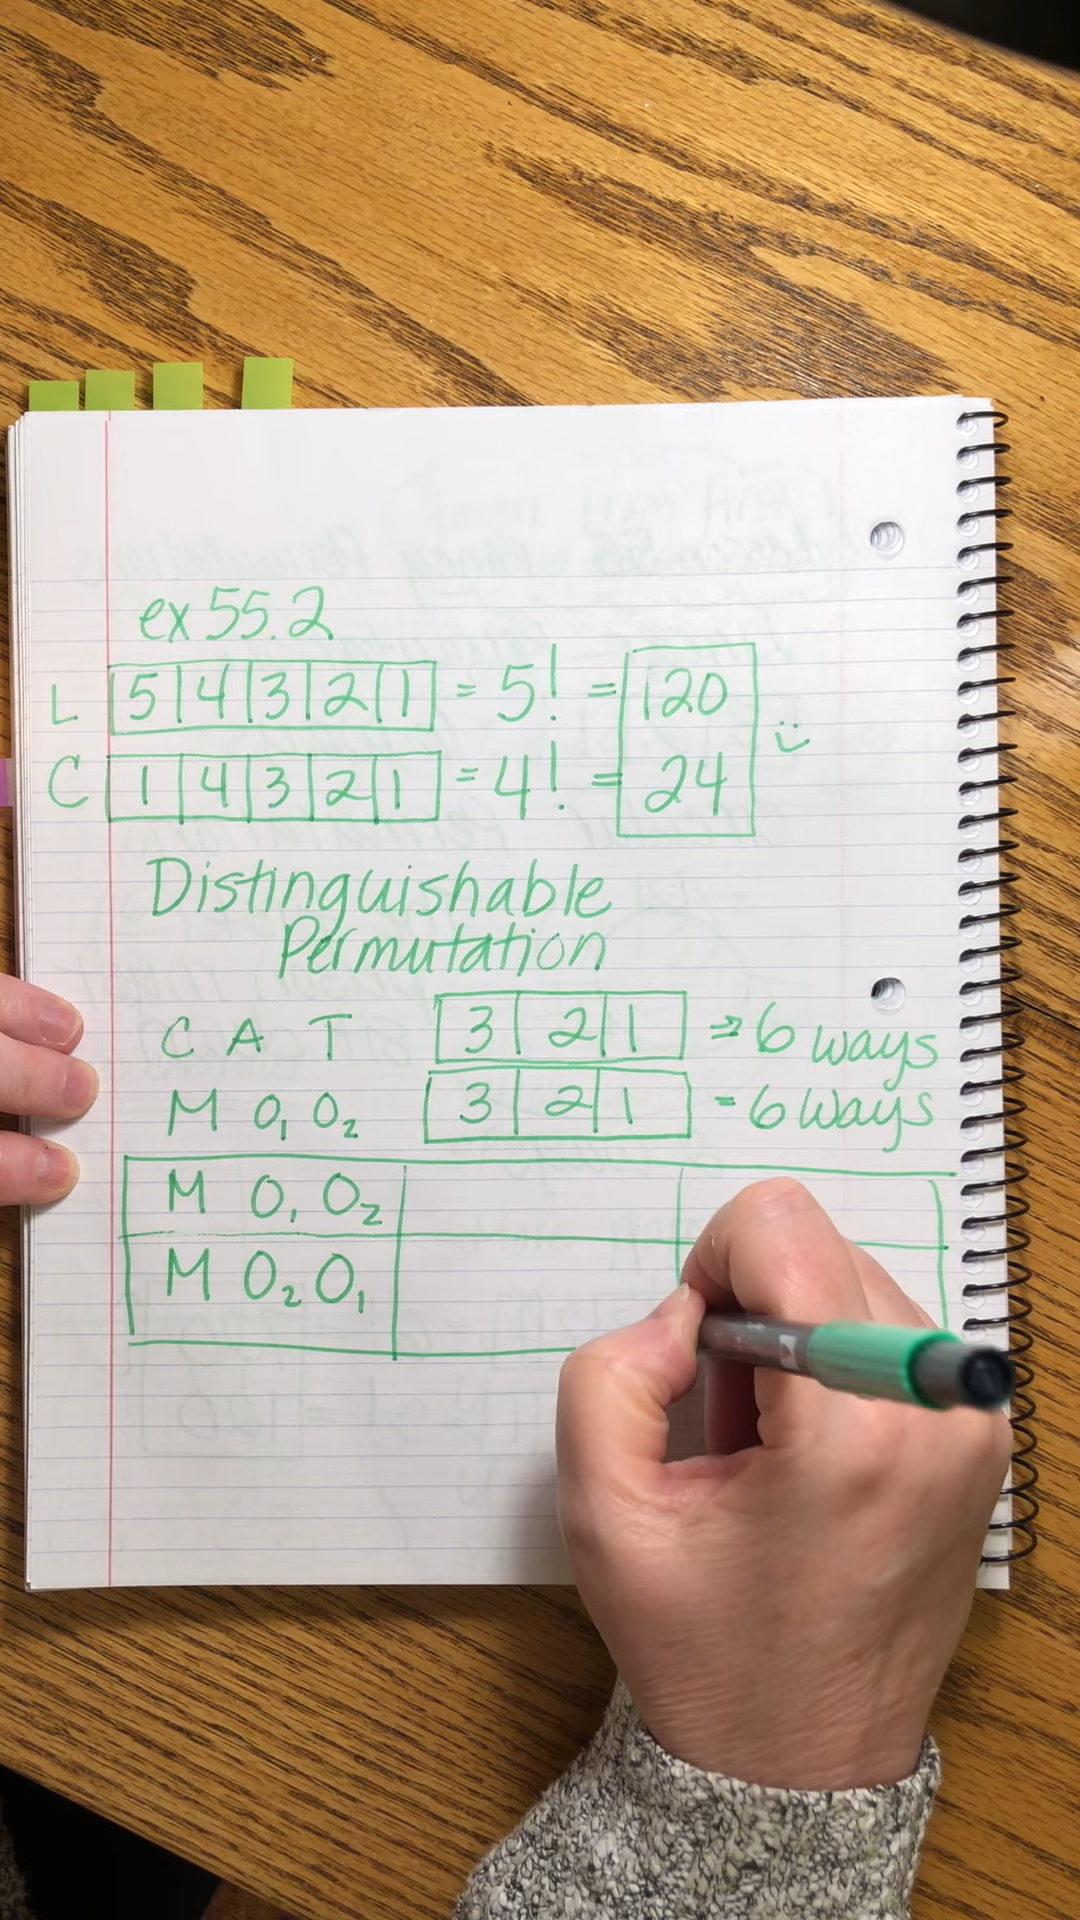 ex 55.2
L 5 4 3 2 1 = 5! = 120
C 1 4 3 2 1 = 4! = 24 :)
Distinguishable
Permutation
C A T 3 2 1 ⇒ 6 ways
M O₁ O₂ 3 2 1 = 6 ways
M O₁ O₂
M O₂ O₁